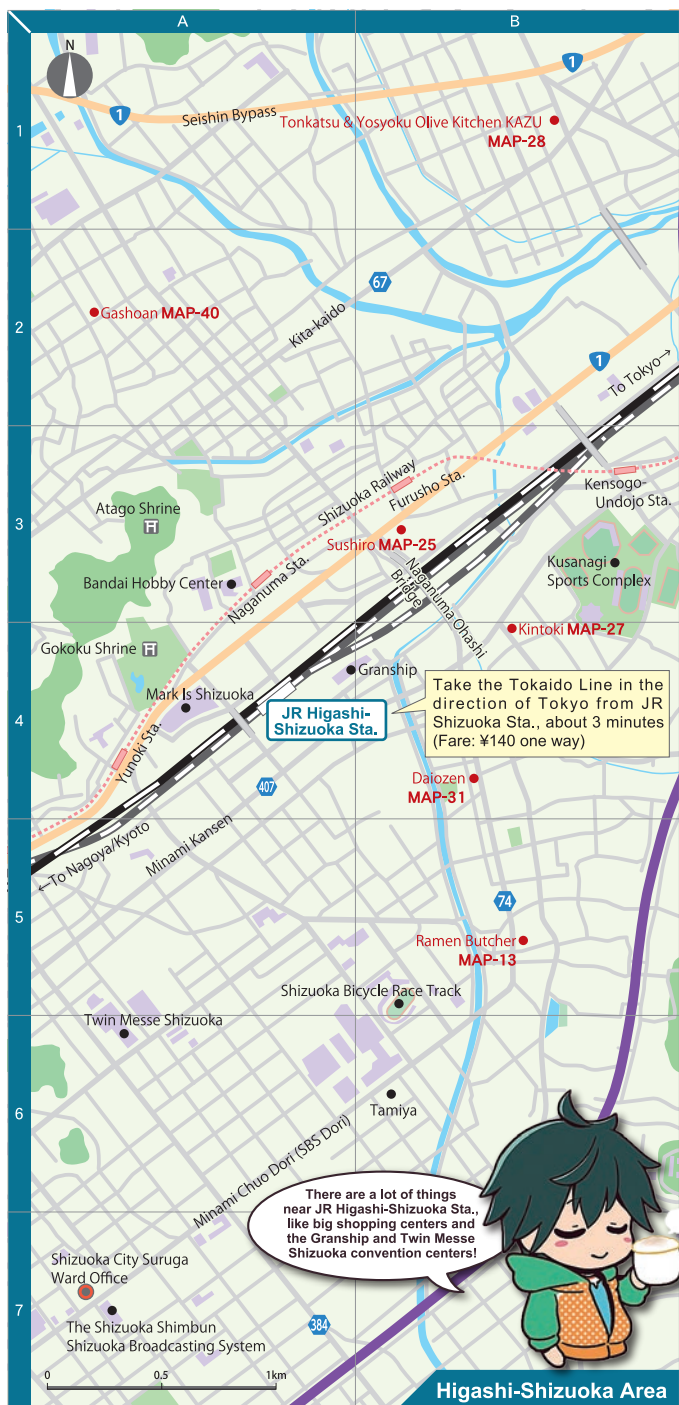 A
B
N
1
1
1
Seishin Bypass
Tonkatsu & Yosyoku Olive Kitchen KAZU
MAP-28
67
2
Gashoan MAP-40
Kita-kaido
1
To Tokyo→
Shizuoka Railway
Furusho Sta.
Kensogo-
Undojo Sta.
Atago Shrine
3
Sushiro MAP-25
Naganuma Sta.
Bandai Hobby Center
Naganuma Ohashi
Bridge
Kusanagi
Sports Complex
Kintoki MAP-27
Gokoku Shrine
Granship
Mark Is Shizuoka
JR Higashi-
Shizuoka Sta.
Take the Tokaido Line in the
direction of Tokyo from JR
Shizuoka Sta., about 3 minutes
(Fare: ¥140 one way)
4
Yunoki Sta.
Daiozen
MAP-31
407
Minami Kansen
←To Nagoya/Kyoto
74
5
Ramen Butcher
MAP-13
Shizuoka Bicycle Race Track
Twin Messe Shizuoka
6
Tamiya
Minami Chuo Dori (SBS Dori)
There are a lot of things
near JR Higashi-Shizuoka Sta.,
like big shopping centers and
the Granship and Twin Messe
Shizuoka convention centers!
Shizuoka City Suruga
Ward Office
7
384
The Shizuoka Shimbun
Shizuoka Broadcasting System
0 0.5 1km
Higashi-Shizuoka Area